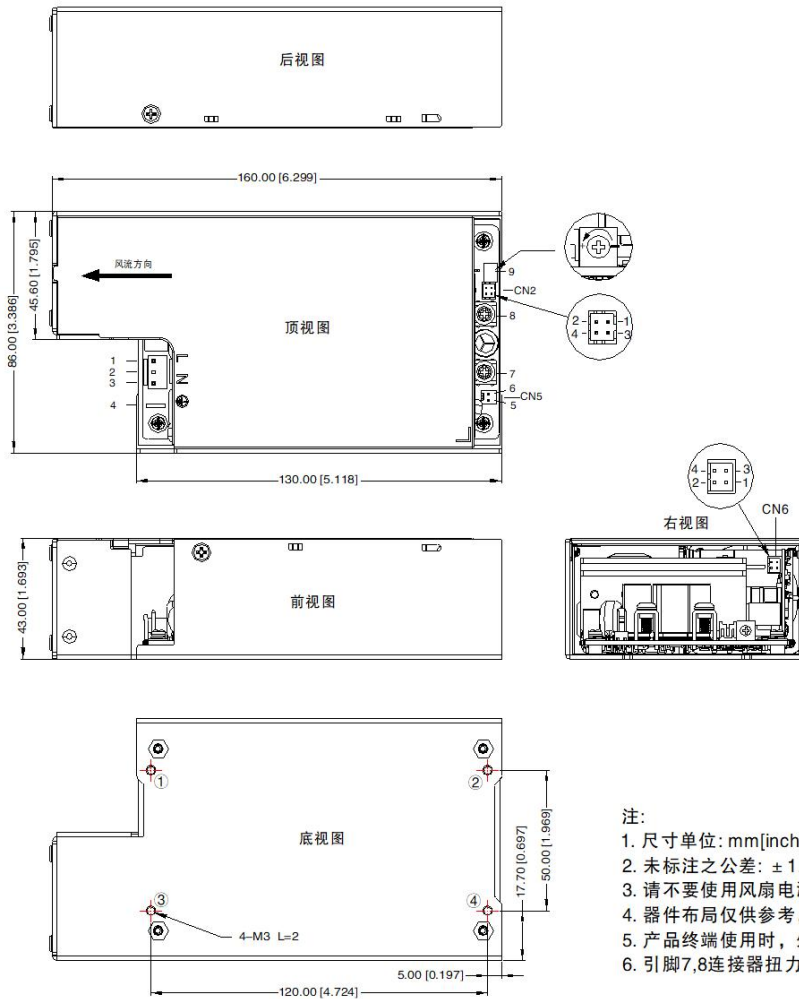 后视图
160.00 [6.299]
86.00 [3.386]
45.60 [1.795]
风流方向
顶视图
1
2
3
4
L
N
9
CN2
8
7
6
CN5
5
+
2 1
4 3
130.00 [5.118]
右视图
4 3
2 1
CN6
43.00 [1.693]
前视图
底视图
①
②
③
④
17.70 [0.697]
50.00 [1.969]
4-M3 L=2
5.00 [0.197]
120.00 [4.724]
注:
1. 尺寸单位: mm[inch
2. 未标注之公差: ±1
3. 请不要使用风扇电
4. 器件布局仅供参考
5. 产品终端使用时，
6. 引脚7,8连接器扭力